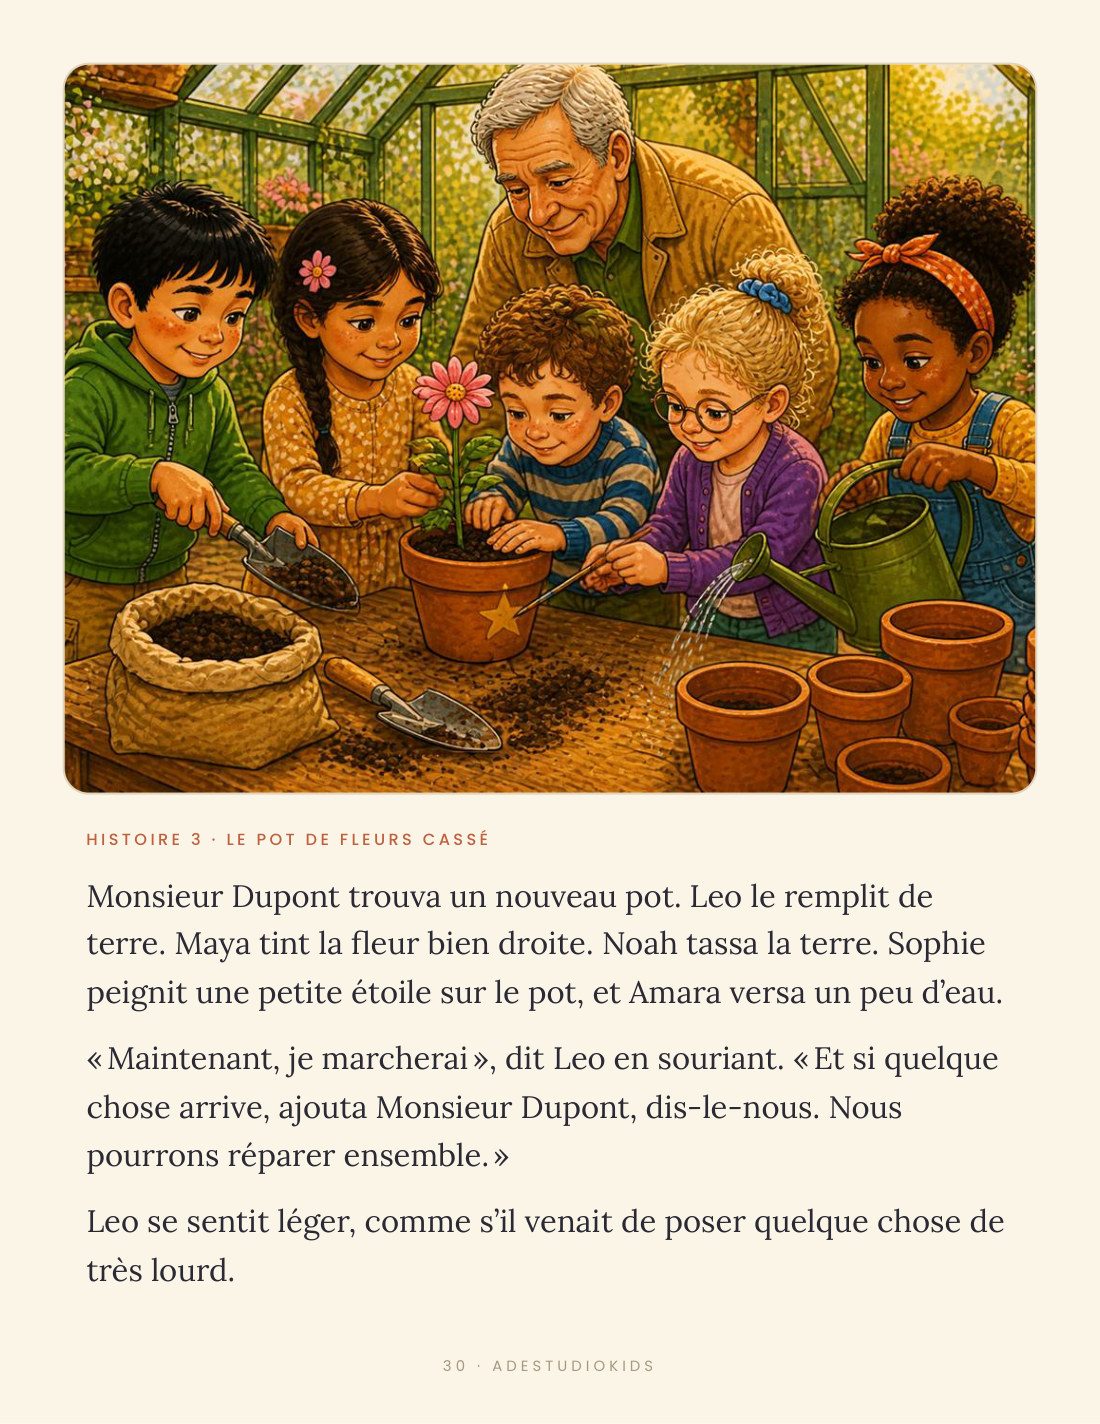 HISTOIRE 3 · LE POT DE FLEURS CASSÉ
Monsieur Dupont trouva un nouveau pot. Leo le remplit de
terre. Maya tint la fleur bien droite. Noah tassa la terre. Sophie
peignit une petite étoile sur le pot, et Amara versa un peu d’eau.
« Maintenant, je marcherai », dit Leo en souriant. « Et si quelque
chose arrive, ajouta Monsieur Dupont, dis-le-nous. Nous
pourrons réparer ensemble. »
Leo se sentit léger, comme s’il venait de poser quelque chose de
très lourd.
30 · ADESTUDIOKIDS